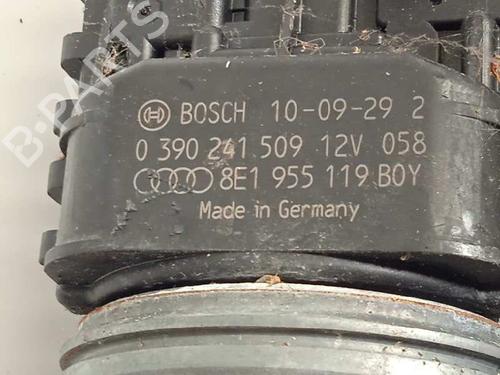 B-PARTS
BOSCH 10-09-29 2
0 390 241 509 12V 058
8E1 955 119 B0Y
Made in Germany